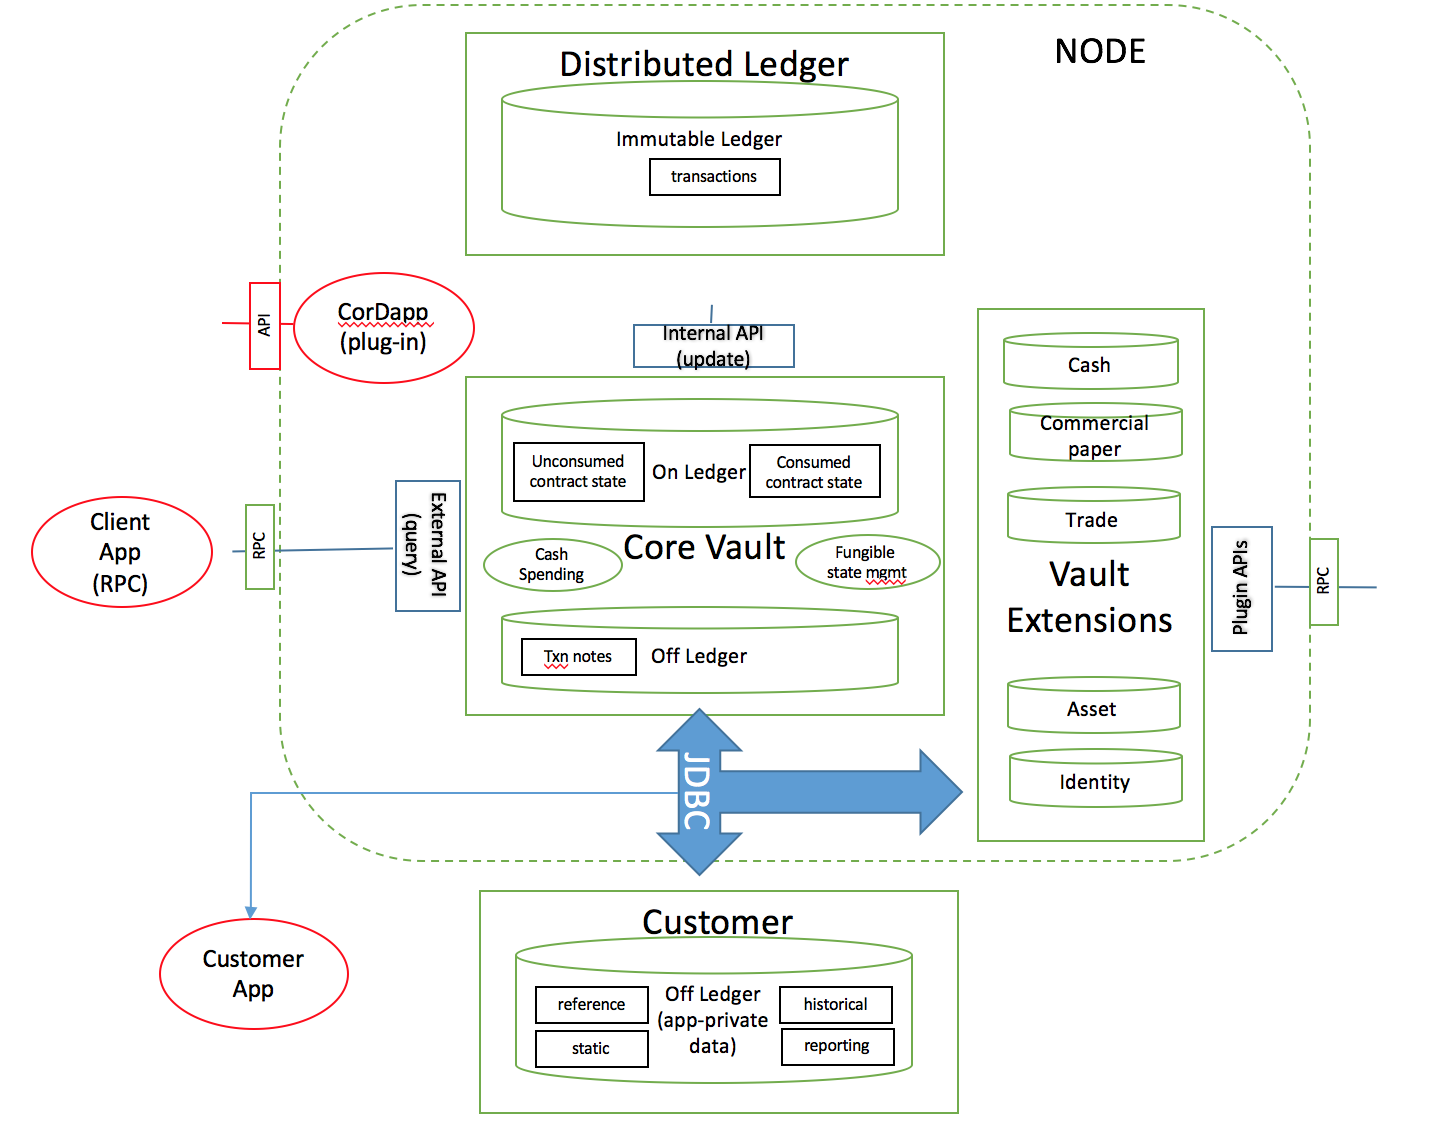 NODE
Distributed Ledger
Immutable Ledger
transactions
API
CorDapp
(plug-in)
Internal API
(update)
Cash
Commercial
paper
Trade
Vault
Extensions
Asset
Identity
Unconsumed
contract state
On Ledger
Consumed
contract state
Client
App
(RPC)
RPC
External API
(query)
Cash
Spending
Core Vault
Fungible
state mgmt
Plugin APIs
RPC
Txn notes
Off Ledger
JDBC
Customer
App
Customer
reference
static
Off Ledger
(app-private
data)
historical
reporting